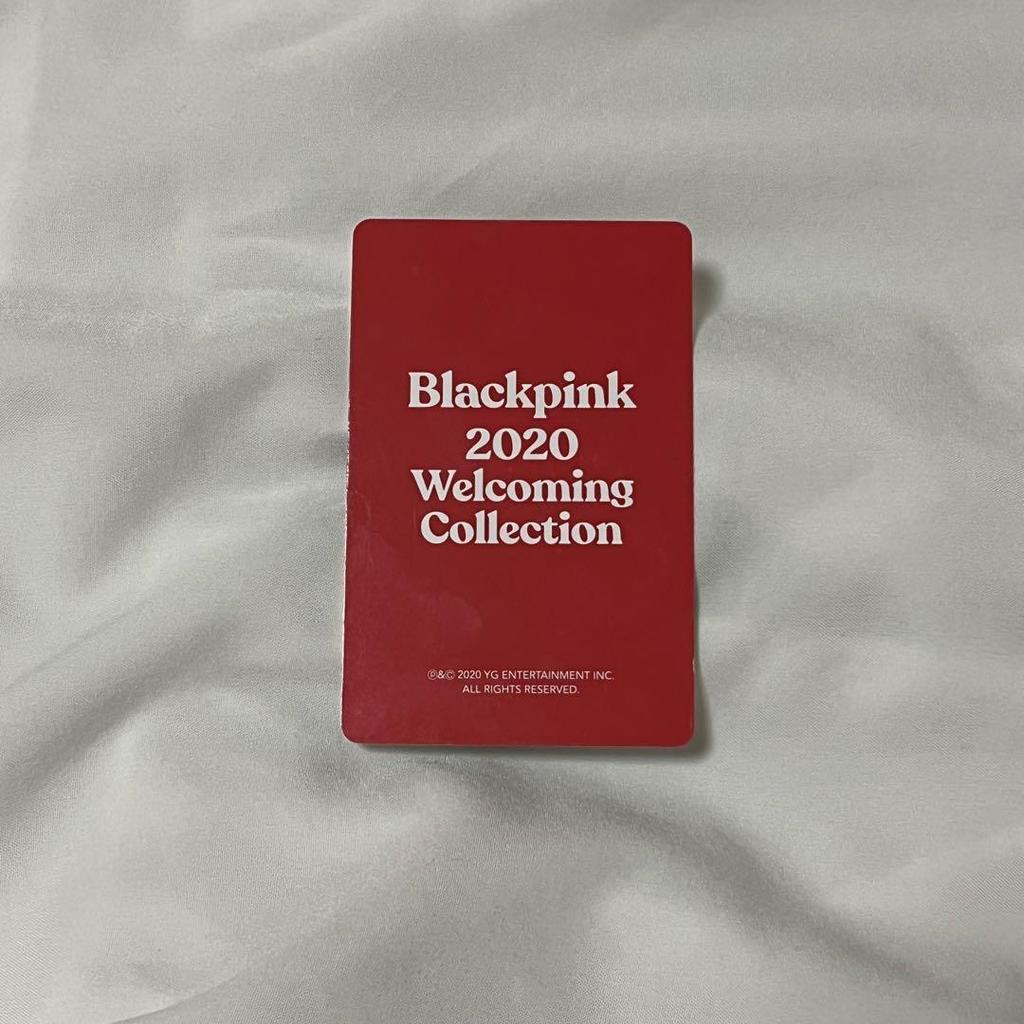 Blackpink
2020
Welcoming
Collection
℗&© 2020 YG ENTERTAINMENT INC.
ALL RIGHTS RESERVED.